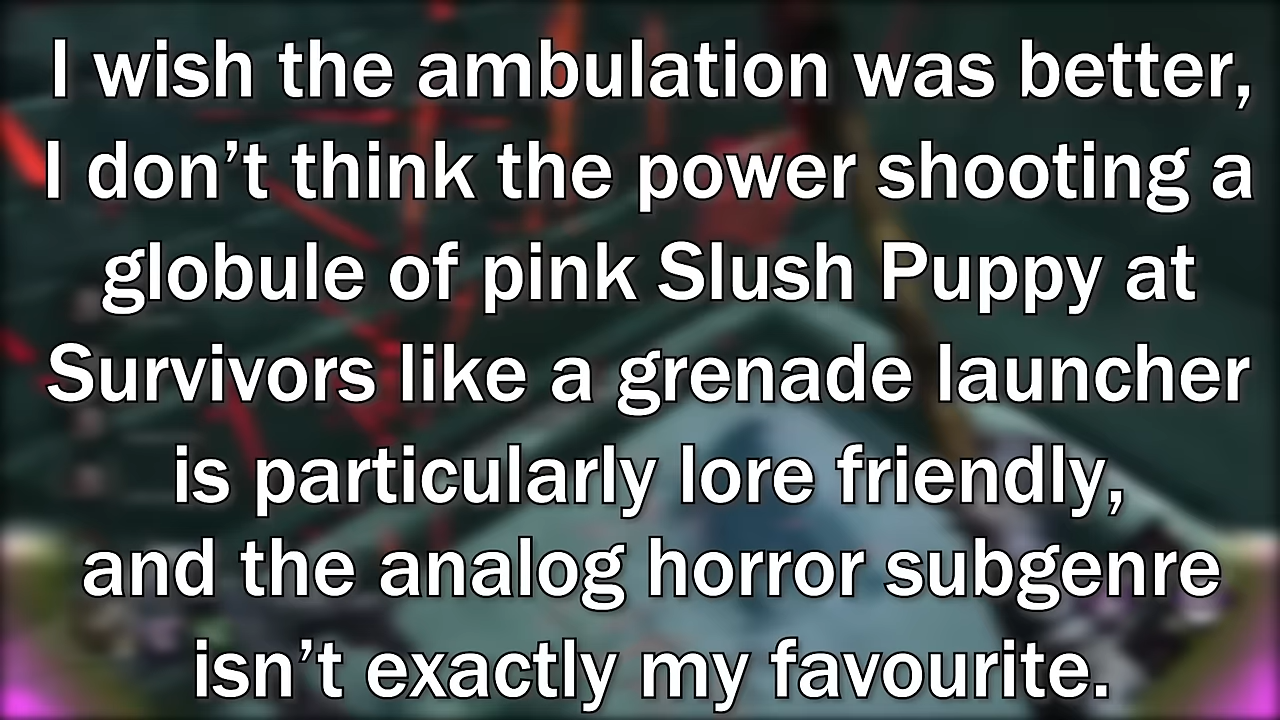 I wish the ambulation was better,
I don’t think the power shooting a
globule of pink Slush Puppy at
Survivors like a grenade launcher
is particularly lore friendly,
and the analog horror subgenre
isn’t exactly my favourite.